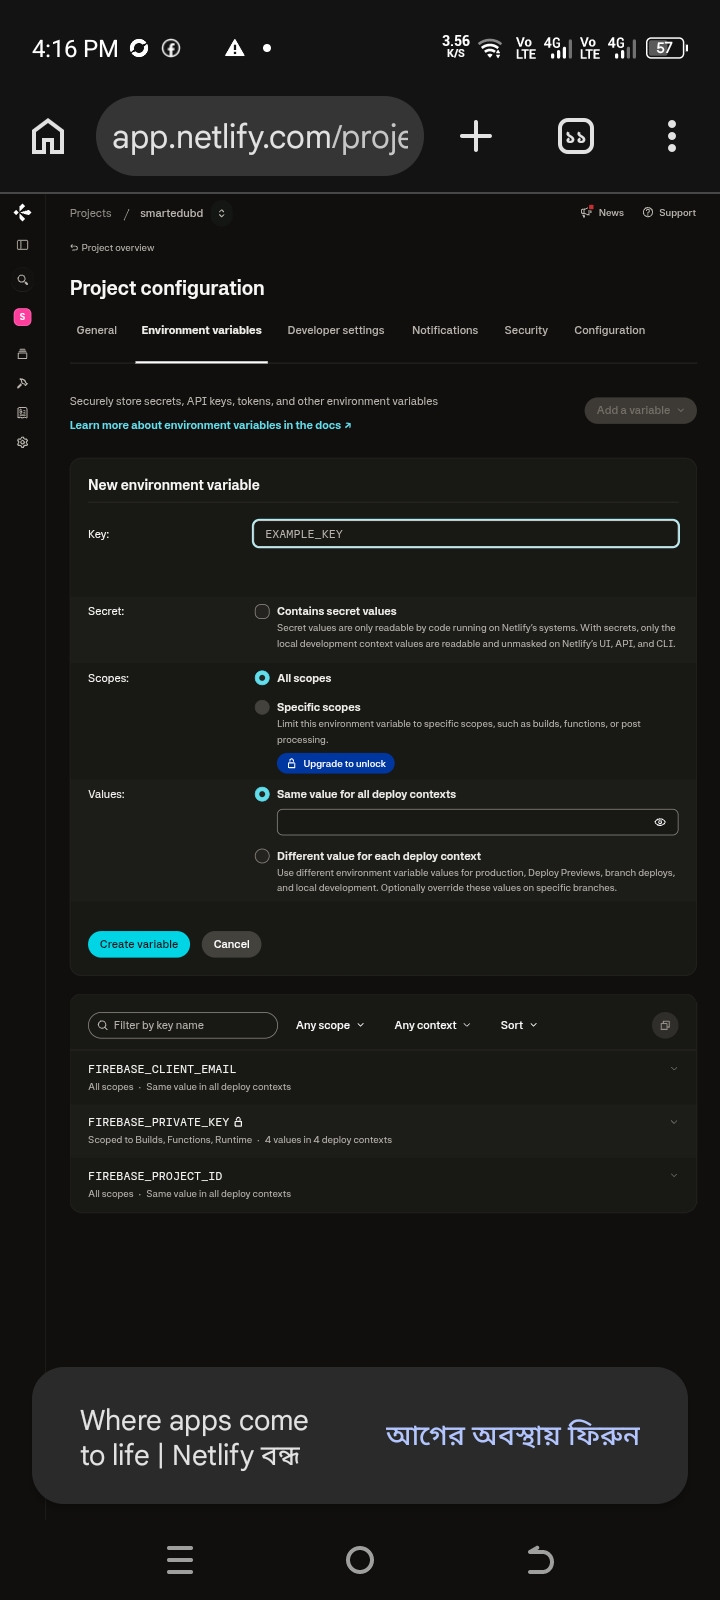 4:16 PM
3.56 K/S
Vo LTE 4G Vo LTE 4G 57
app.netlify.com/proje
১১
Projects / smartedubd
News Support
Project overview
S
Project configuration
General Environment variables Developer settings Notifications Security Configuration
Securely store secrets, API keys, tokens, and other environment variables
Learn more about environment variables in the docs ↗
Add a variable
New environment variable
Key: EXAMPLE_KEY
Secret: Contains secret values
Secret values are only readable by code running on Netlify's systems. With secrets, only the
local development context values are readable and unmasked on Netlify's UI, API, and CLI.
Scopes: All scopes
Specific scopes
Limit this environment variable to specific scopes, such as builds, functions, or post
processing.
Upgrade to unlock
Values: Same value for all deploy contexts
Different value for each deploy context
Use different environment variable values for production, Deploy Previews, branch deploys,
and local development. Optionally override these values on specific branches.
Create variable Cancel
Filter by key name Any scope Any context Sort
FIREBASE_CLIENT_EMAIL
All scopes · Same value in all deploy contexts
FIREBASE_PRIVATE_KEY
Scoped to Builds, Functions, Runtime · 4 values in 4 deploy contexts
FIREBASE_PROJECT_ID
All scopes · Same value in all deploy contexts
Where apps come
to life | Netlify বন্ধ
আগের অবস্থায় ফিরুন